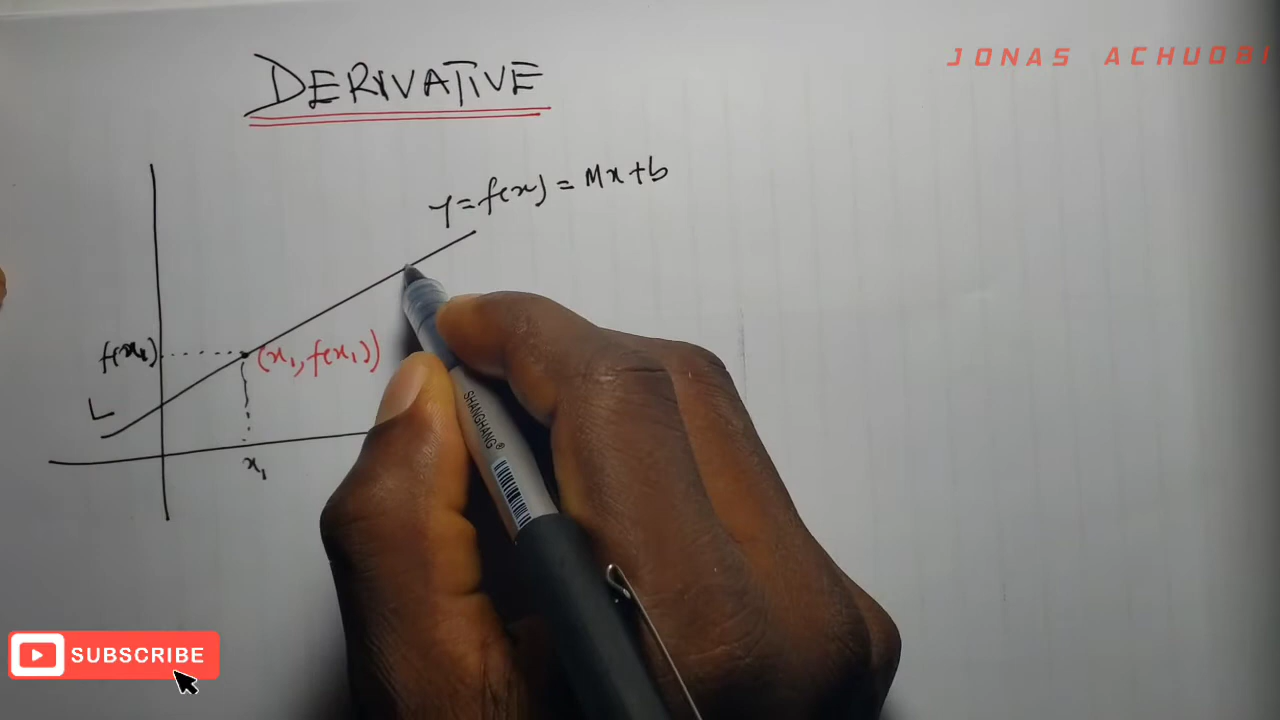 JONAS ACHUOBI
DERIVATIVE
y = f(x) = Mx + b
f(x₁)
(x₁, f(x₁))
L
x₁
SHANGHANG®
SUBSCRIBE